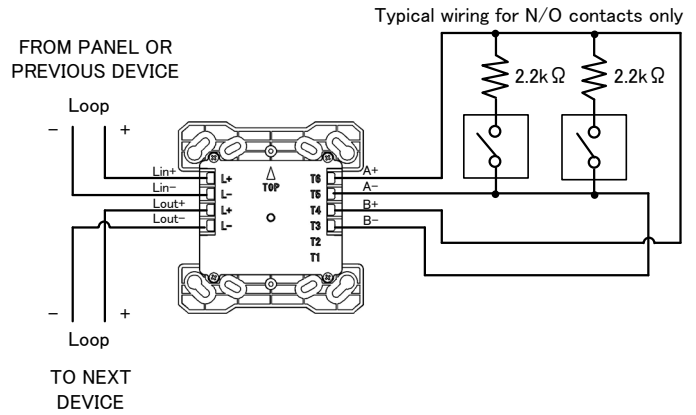 Typical wiring for N/O contacts only
FROM PANEL OR
PREVIOUS DEVICE
Loop
− +
2.2kΩ 2.2kΩ
Lin+ L+ T6 A+
Lin- L- TOP T5 A-
Lout+ L+ T4 B+
Lout- L- T3 B-
T2
T1
− +
Loop
TO NEXT
DEVICE